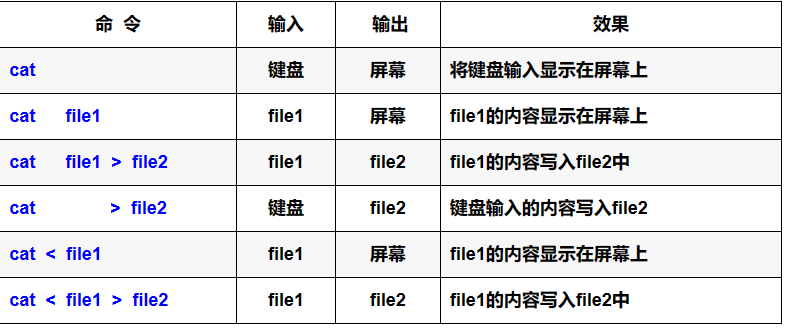 命 令 输入 输出 效果
cat 键盘 屏幕 将键盘输入显示在屏幕上
cat file1 file1 屏幕 file1的内容显示在屏幕上
cat file1 > file2 file1 file2 file1的内容写入file2中
cat > file2 键盘 file2 键盘输入的内容写入file2
cat < file1 file1 屏幕 file1的内容显示在屏幕上
cat < file1 > file2 file1 file2 file1的内容写入file2中